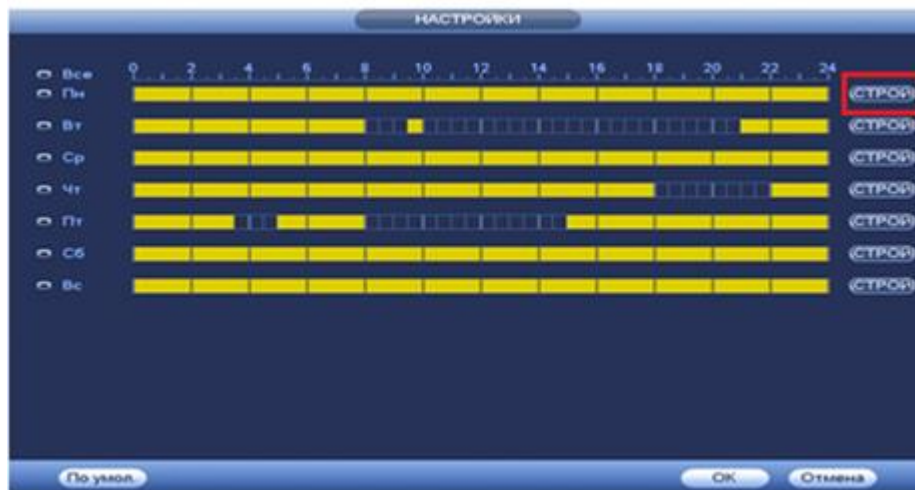 НАСТРОЙКИ
0 2 4 6 8 10 12 14 16 18 20 22 24
Все
Пн СТРОЙ
Вт СТРОЙ
Ср СТРОЙ
Чт СТРОЙ
Пт СТРОЙ
Сб СТРОЙ
Вс СТРОЙ
По умол. ОК Отмена